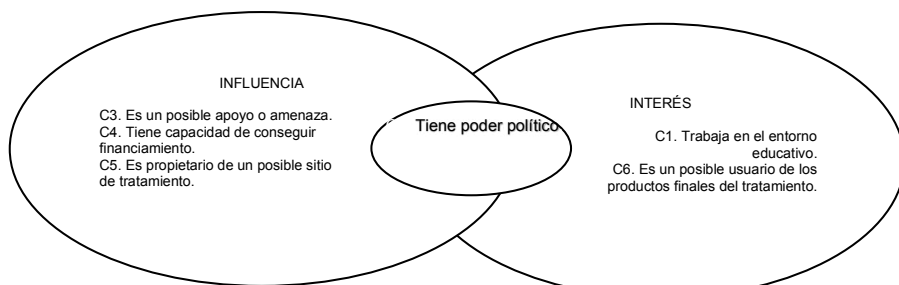 INFLUENCIA
C3. Es un posible apoyo o amenaza.
C4. Tiene capacidad de conseguir
financiamiento.
C5. Es propietario de un posible sitio
de tratamiento.
Tiene poder político
INTERÉS
C1. Trabaja en el entorno
educativo.
C6. Es un posible usuario de los
productos finales del tratamiento.